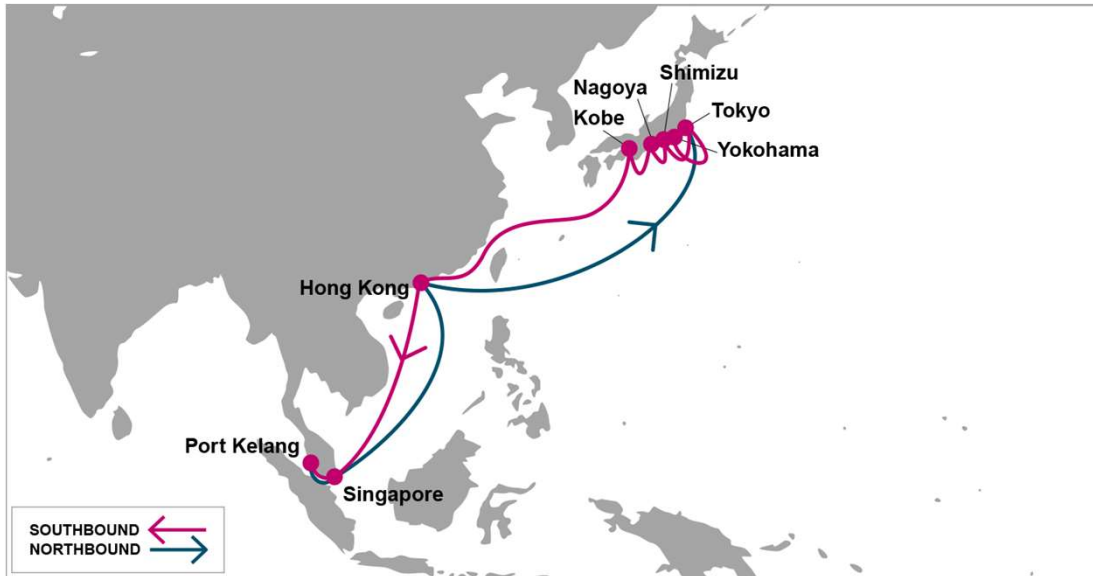 Shimizu
Nagoya
Kobe
Tokyo
Yokohama
Hong Kong
Port Kelang
Singapore
SOUTHBOUND
NORTHBOUND